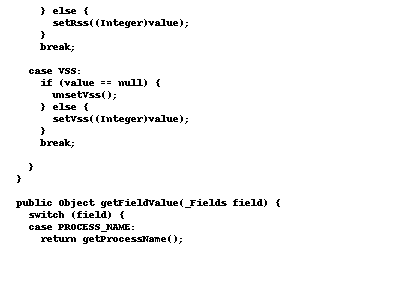 } else {
setRss((Integer)value);
}
break;
case VSS:
if (value == null) {
unsetVss();
} else {
setVss((Integer)value);
}
break;
}
}
public Object getFieldValue(_Fields field) {
switch (field) {
case PROCESS_NAME:
return getProcessName();